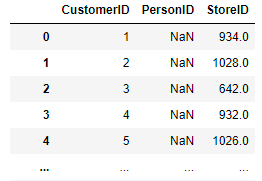 CustomerID PersonID StoreID
0 1 NaN 934.0
1 2 NaN 1028.0
2 3 NaN 642.0
3 4 NaN 932.0
4 5 NaN 1026.0
... ... ... ...